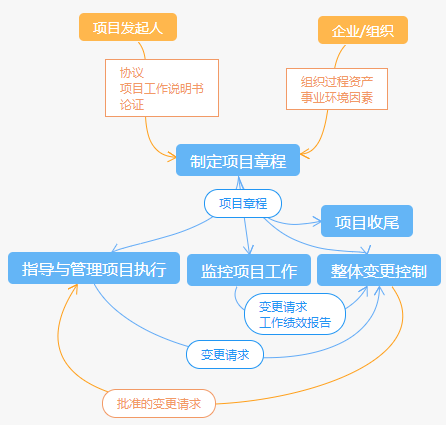 项目发起人
企业/组织
协议
项目工作说明书
论证
组织过程资产
事业环境因素
制定项目章程
项目章程
项目收尾
指导与管理项目执行
监控项目工作
整体变更控制
变更请求
工作绩效报告
变更请求
批准的变更请求